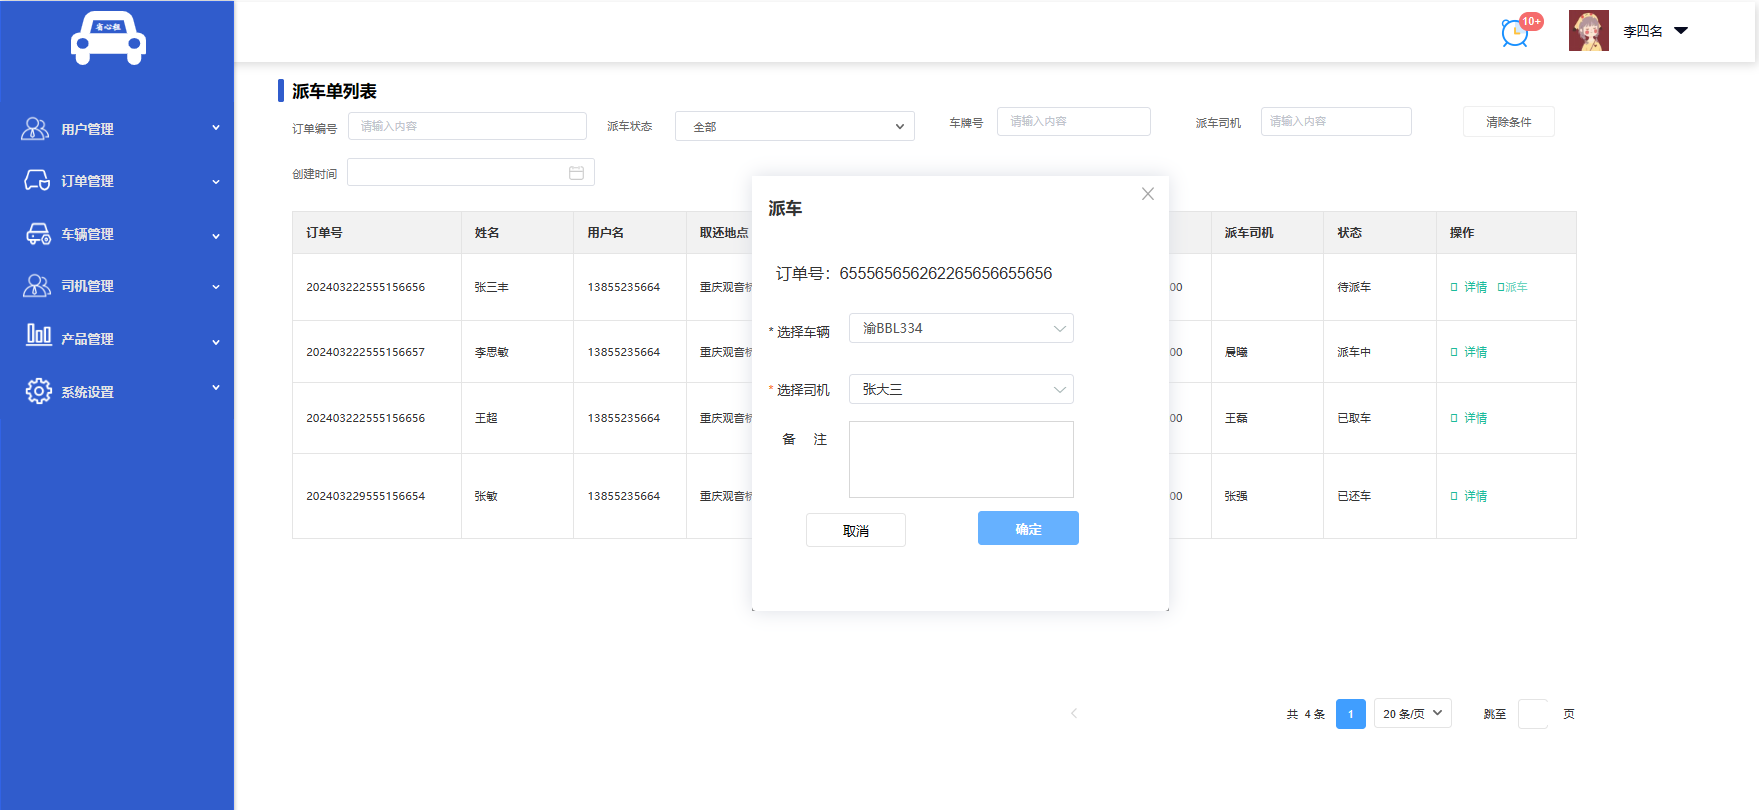 省心租
10+
李四名
用户管理
订单管理
车辆管理
司机管理
产品管理
系统设置
派车单列表
订单编号 请输入内容 派车状态 全部 车牌号 请输入内容 派车司机 请输入内容 清除条件
创建时间
订单号 姓名 用户名 取还地点 派车司机 状态 操作
202403222555156656 张三丰 13855235664 重庆观音 00 待派车 详情 派车
202403222555156657 李思敏 13855235664 重庆观音 00 晨曦 派车中 详情
202403222555156656 王超 13855235664 重庆观音 00 王磊 已取车 详情
202403229555156654 张敏 13855235664 重庆观音 00 张强 已还车 详情
派车
订单号：655565656262265656655656
* 选择车辆 渝BBL334
* 选择司机 张大三
备 注
取消 确定
共 4 条 1 20 条/页 跳至 页